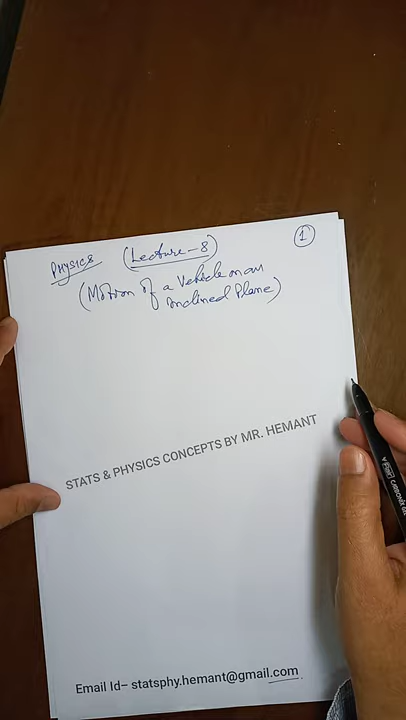 PHYSICS (Lecture-8) 1
(Motion of a Vehicle on an
Inclined Plane)
STATS & PHYSICS CONCEPTS BY MR. HEMANT
Email Id– statsphy.hemant@gmail.com